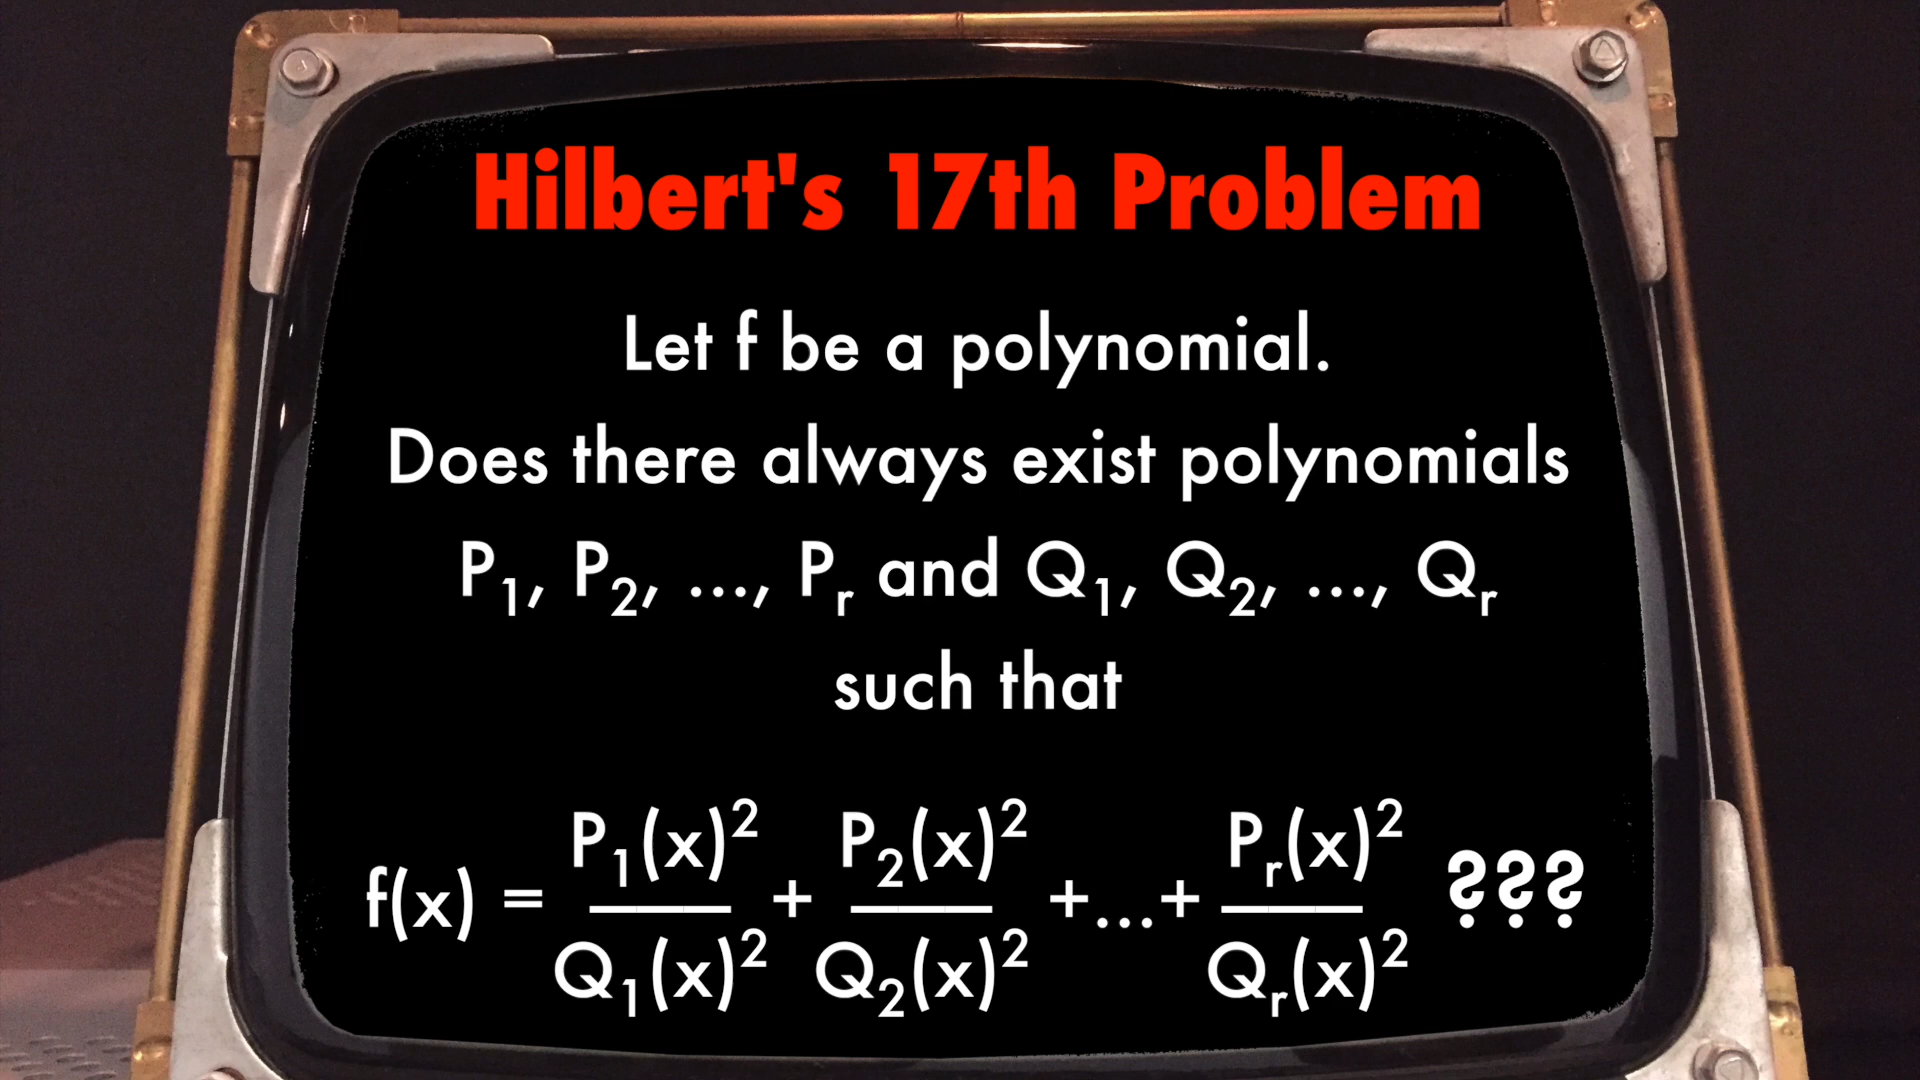 Hilbert's 17th Problem
Let f be a polynomial.
Does there always exist polynomials
P₁, P₂, ..., Pᵣ and Q₁, Q₂, ..., Qᵣ
such that
f(x) = P₁(x)²/Q₁(x)² + P₂(x)²/Q₂(x)² +...+ Pᵣ(x)²/Qᵣ(x)² ???